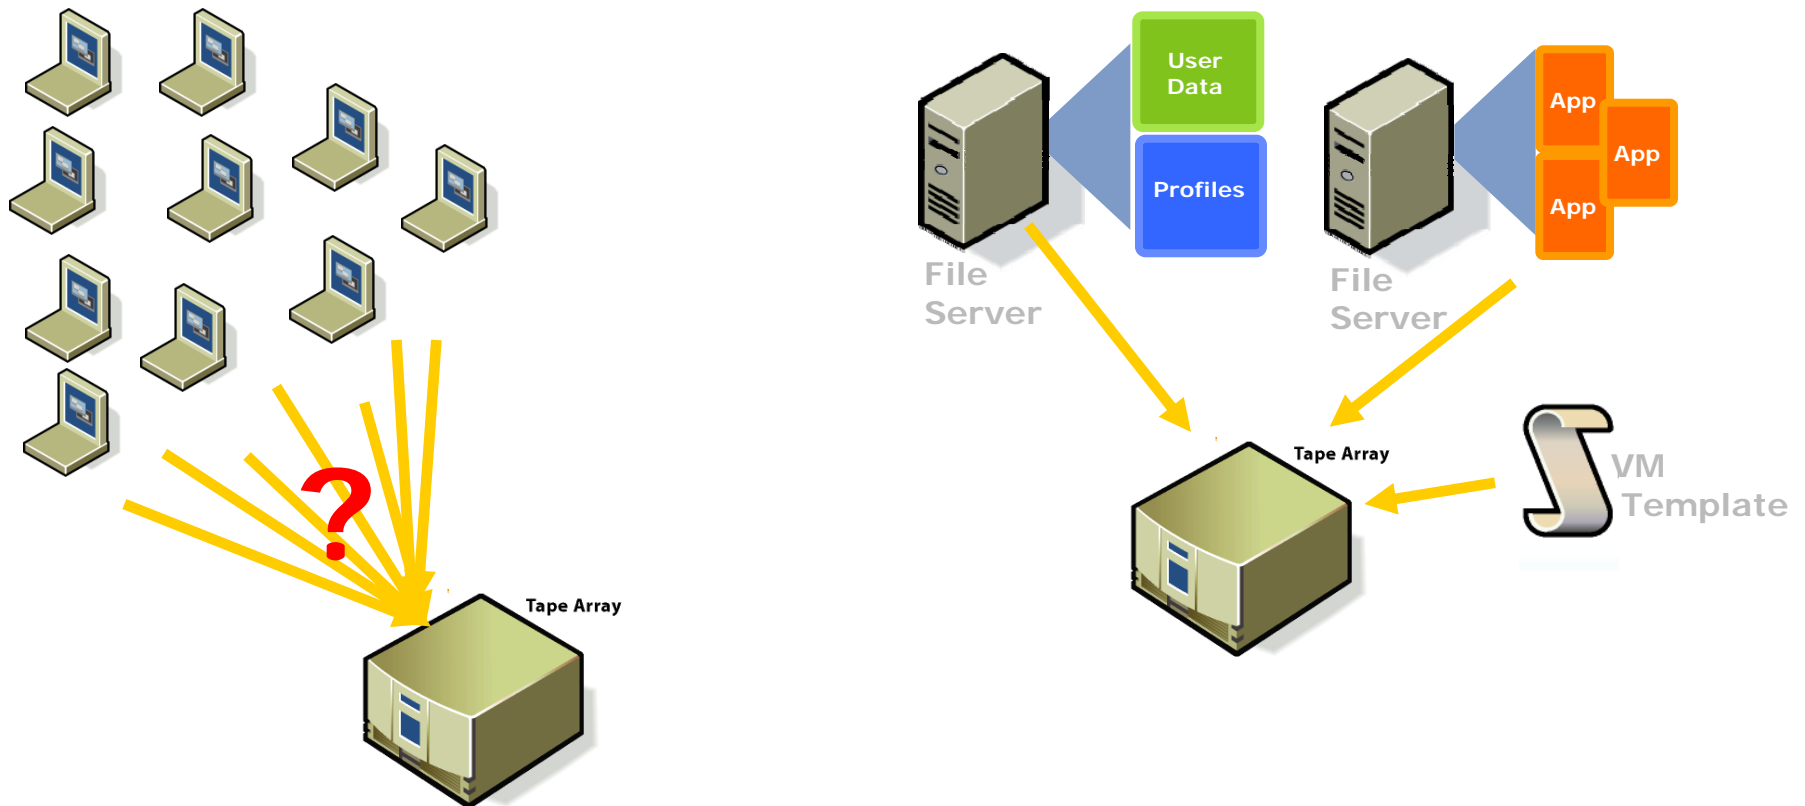 User
Data
Profiles
App
App
App
File
Server
File
Server
?
Tape Array
VM
Template
Tape Array